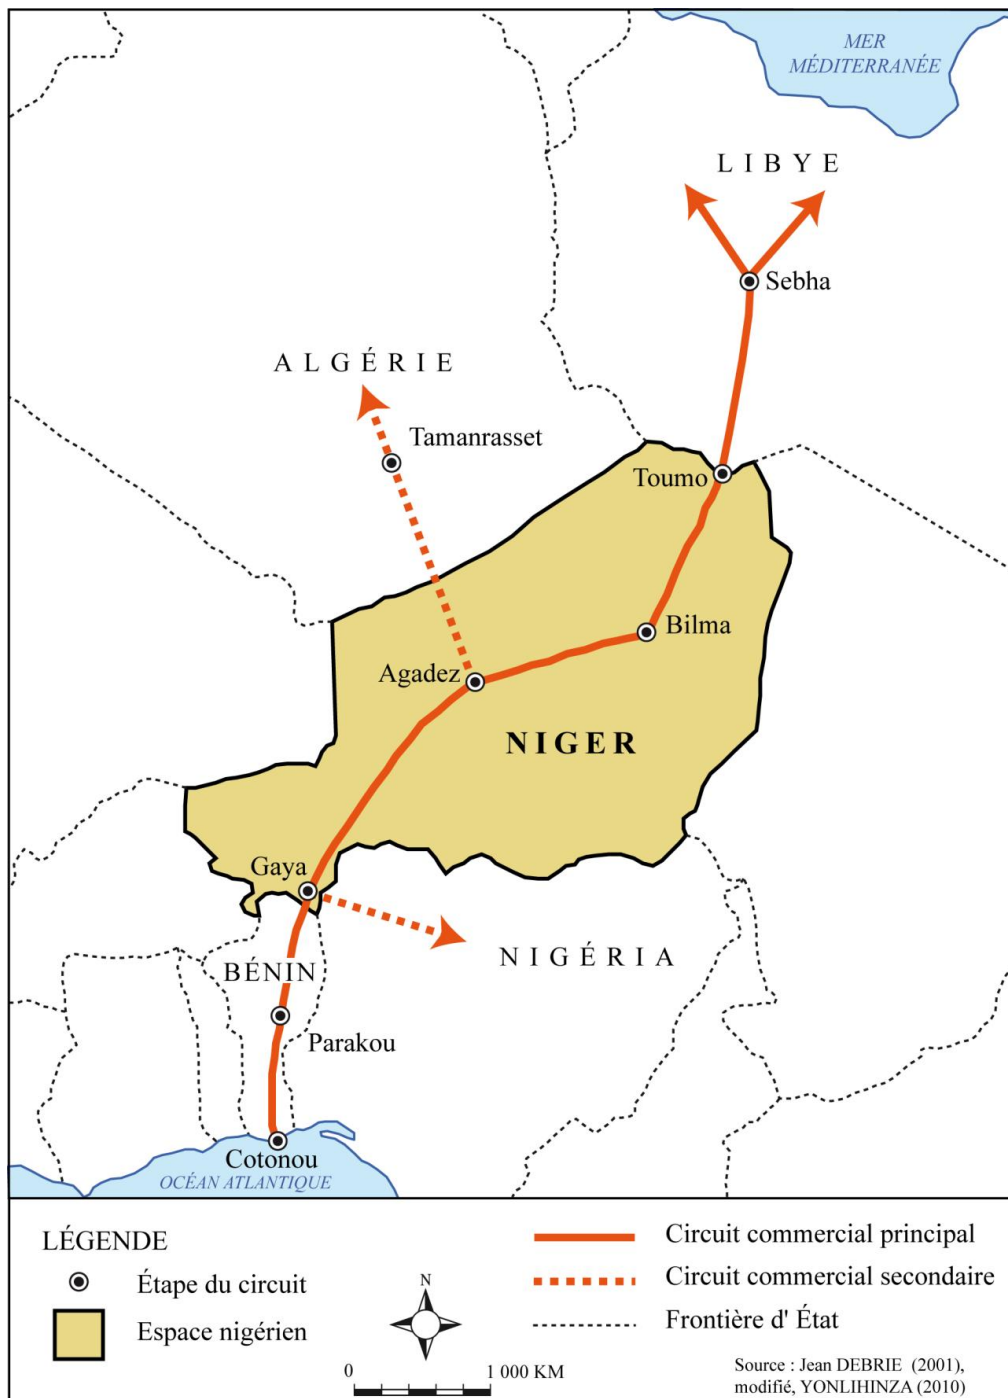 MER
MÉDITERRANÉE
LIBYE
Sebha
ALGÉRIE
Tamanrasset
Toumo
Bilma
Agadez
NIGER
Gaya
NIGÉRIA
BÉNIN
Parakou
Cotonou
OCÉAN ATLANTIQUE
LÉGENDE
Étape du circuit
Espace nigérien
N
0 1 000 KM
Circuit commercial principal
Circuit commercial secondaire
Frontière d' État
Source : Jean DEBRIE (2001),
modifié, YONLIHINZA (2010)